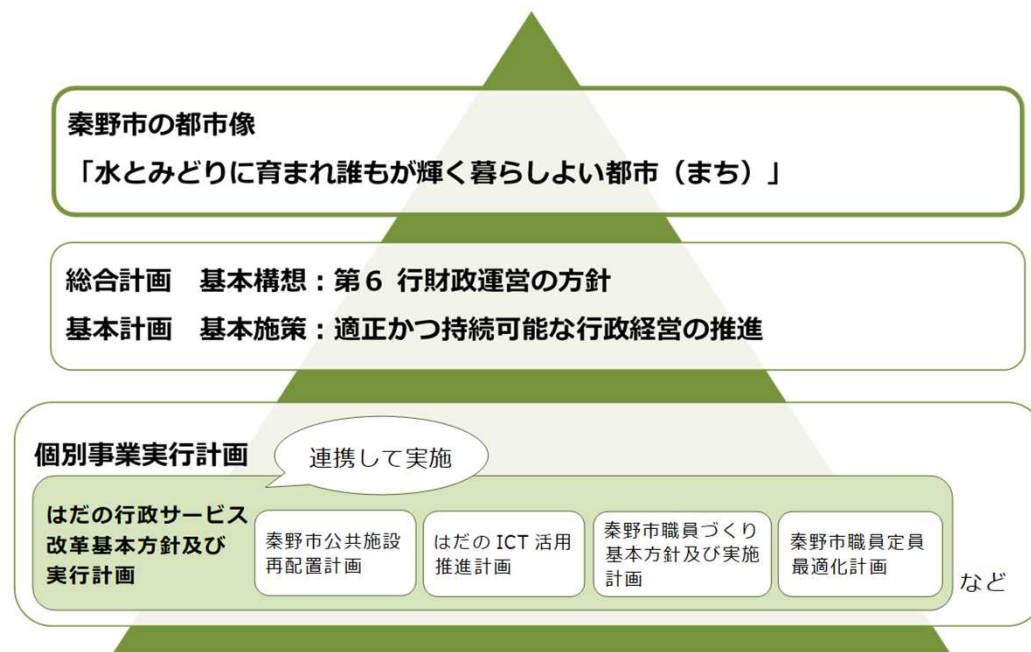 秦野市の都市像
「水とみどりに育まれ誰もが輝く暮らしよい都市（まち）」
総合計画　基本構想：第６ 行財政運営の方針
基本計画　基本施策：適正かつ持続可能な行政経営の推進
個別事業実行計画
連携して実施
はだの行政サービス
改革基本方針及び
実行計画
秦野市公共施設
再配置計画
はだの ICT 活用
推進計画
秦野市職員づくり
基本方針及び実施
計画
秦野市職員定員
最適化計画
など